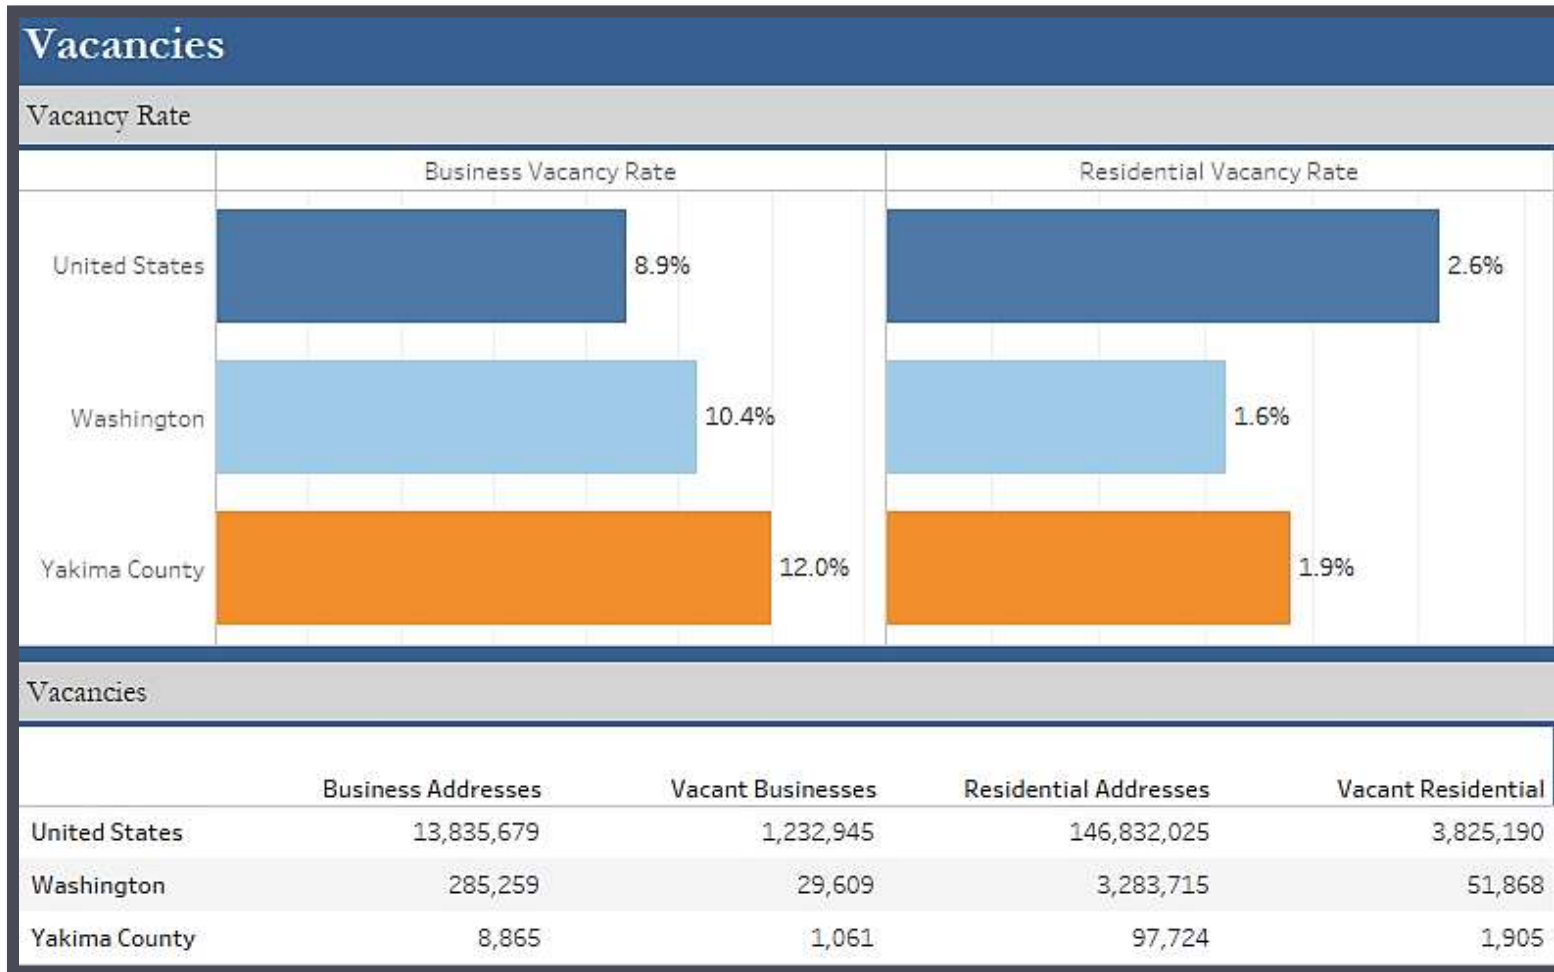 Vacancies
Vacancy Rate
Business Vacancy Rate Residential Vacancy Rate
United States 8.9% 2.6%
Washington 10.4% 1.6%
Yakima County 12.0% 1.9%
Vacancies
Business Addresses Vacant Businesses Residential Addresses Vacant Residential
United States 13,835,679 1,232,945 146,832,025 3,825,190
Washington 285,259 29,609 3,283,715 51,868
Yakima County 8,865 1,061 97,724 1,905